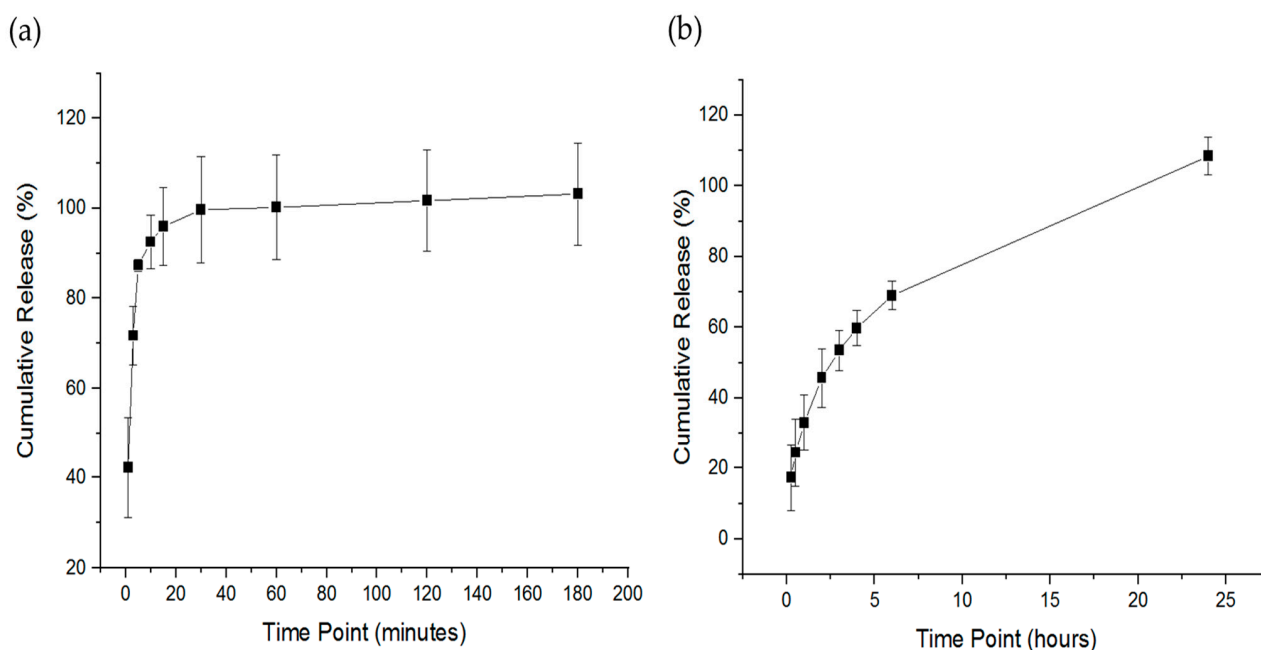 (a)
Cumulative Release (%)
120
100
80
60
40
20
0 20 40 60 80 100 120 140 160 180 200
Time Point (minutes)
(b)
Cumulative Release (%)
120
100
80
60
40
20
0
0 5 10 15 20 25
Time Point (hours)